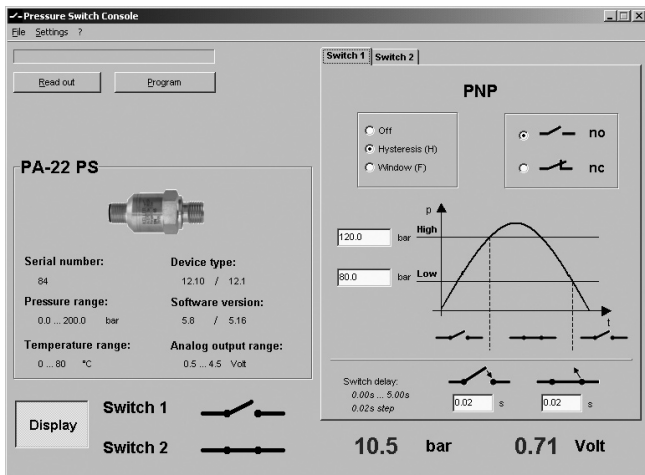 Pressure Switch Console
File Settings ?
Read out Program
PA-22 PS
Serial number: Device type:
84 12.10 / 12.1
Pressure range: Software version:
0.0 ... 200.0 bar 5.8 / 5.16
Temperature range: Analog output range:
0 ... 80 °C 0.5 ... 4.5 Volt
Display
Switch 1
Switch 2
Switch 1 Switch 2
PNP
Off
Hysteresis (H)
Window (F)
no
nc
p
120.0 bar High
80.0 bar Low
t
Switch delay:
0.00s ... 5.00s
0.02s step
0.02 s 0.02 s
10.5 bar 0.71 Volt